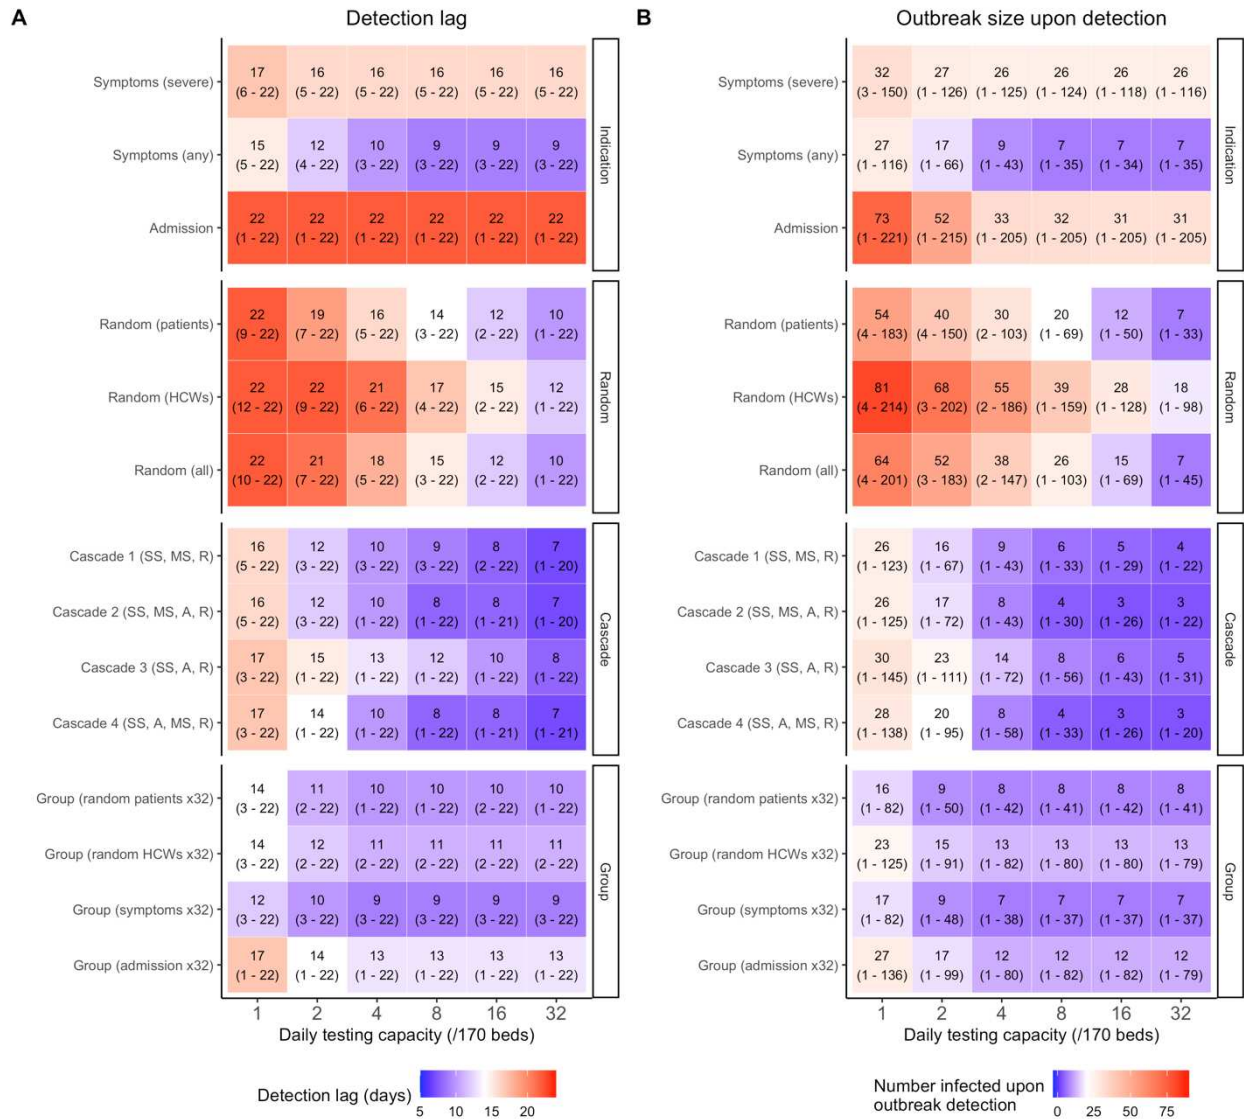 A
Detection lag
Symptoms (severe)
17 16 16 16 16 16
(6 - 22) (5 - 22) (5 - 22) (5 - 22) (5 - 22) (5 - 22)
Symptoms (any)
15 12 10 9 9 9
(5 - 22) (4 - 22) (3 - 22) (3 - 22) (3 - 22) (3 - 22)
Admission
22 22 22 22 22 22
(1 - 22) (1 - 22) (1 - 22) (1 - 22) (1 - 22) (1 - 22)
Indication
Random (patients)
22 19 16 14 12 10
(9 - 22) (7 - 22) (5 - 22) (3 - 22) (2 - 22) (1 - 22)
Random (HCWs)
22 22 21 17 15 12
(12 - 22) (9 - 22) (6 - 22) (4 - 22) (2 - 22) (1 - 22)
Random (all)
22 21 18 15 12 10
(10 - 22) (7 - 22) (5 - 22) (3 - 22) (2 - 22) (1 - 22)
Random
Cascade 1 (SS, MS, R)
16 12 10 9 8 7
(5 - 22) (3 - 22) (3 - 22) (3 - 22) (2 - 22) (1 - 20)
Cascade 2 (SS, MS, A, R)
16 12 10 8 8 7
(5 - 22) (3 - 22) (1 - 22) (1 - 22) (1 - 21) (1 - 20)
Cascade 3 (SS, A, R)
17 15 13 12 10 8
(3 - 22) (1 - 22) (1 - 22) (1 - 22) (1 - 22) (1 - 22)
Cascade 4 (SS, A, MS, R)
17 14 10 8 8 7
(3 - 22) (1 - 22) (1 - 22) (1 - 22) (1 - 21) (1 - 21)
Cascade
Group (random patients x32)
14 11 10 10 10 10
(3 - 22) (2 - 22) (1 - 22) (1 - 22) (1 - 22) (1 - 22)
Group (random HCWs x32)
14 12 11 11 11 11
(3 - 22) (2 - 22) (2 - 22) (2 - 22) (2 - 22) (2 - 22)
Group (symptoms x32)
12 10 9 9 9 9
(3 - 22) (3 - 22) (3 - 22) (3 - 22) (3 - 22) (3 - 22)
Group (admission x32)
17 14 13 13 13 13
(1 - 22) (1 - 22) (1 - 22) (1 - 22) (1 - 22) (1 - 22)
Group
1 2 4 8 16 32
Daily testing capacity (/170 beds)
Detection lag (days)
5 10 15 20
B
Outbreak size upon detection
Symptoms (severe)
32 27 26 26 26 26
(3 - 150) (1 - 126) (1 - 125) (1 - 124) (1 - 118) (1 - 116)
Symptoms (any)
27 17 9 7 7 7
(1 - 116) (1 - 66) (1 - 43) (1 - 35) (1 - 34) (1 - 35)
Admission
73 52 33 32 31 31
(1 - 221) (1 - 215) (1 - 205) (1 - 205) (1 - 205) (1 - 205)
Indication
Random (patients)
54 40 30 20 12 7
(4 - 183) (4 - 150) (2 - 103) (1 - 69) (1 - 50) (1 - 33)
Random (HCWs)
81 68 55 39 28 18
(4 - 214) (3 - 202) (2 - 186) (1 - 159) (1 - 128) (1 - 98)
Random (all)
64 52 38 26 15 7
(4 - 201) (3 - 183) (2 - 147) (1 - 103) (1 - 69) (1 - 45)
Random
Cascade 1 (SS, MS, R)
26 16 9 6 5 4
(1 - 123) (1 - 67) (1 - 43) (1 - 33) (1 - 29) (1 - 22)
Cascade 2 (SS, MS, A, R)
26 17 8 4 3 3
(1 - 125) (1 - 72) (1 - 43) (1 - 30) (1 - 26) (1 - 22)
Cascade 3 (SS, A, R)
30 23 14 8 6 5
(1 - 145) (1 - 111) (1 - 72) (1 - 56) (1 - 43) (1 - 31)
Cascade 4 (SS, A, MS, R)
28 20 8 4 3 3
(1 - 138) (1 - 95) (1 - 58) (1 - 33) (1 - 26) (1 - 20)
Cascade
Group (random patients x32)
16 9 8 8 8 8
(1 - 82) (1 - 50) (1 - 42) (1 - 41) (1 - 42) (1 - 41)
Group (random HCWs x32)
23 15 13 13 13 13
(1 - 125) (1 - 91) (1 - 82) (1 - 80) (1 - 80) (1 - 79)
Group (symptoms x32)
17 9 7 7 7 7
(1 - 82) (1 - 48) (1 - 38) (1 - 37) (1 - 37) (1 - 37)
Group (admission x32)
27 17 12 12 12 12
(1 - 136) (1 - 99) (1 - 80) (1 - 82) (1 - 82) (1 - 79)
Group
1 2 4 8 16 32
Daily testing capacity (/170 beds)
Number infected upon
outbreak detection
0 25 50 75